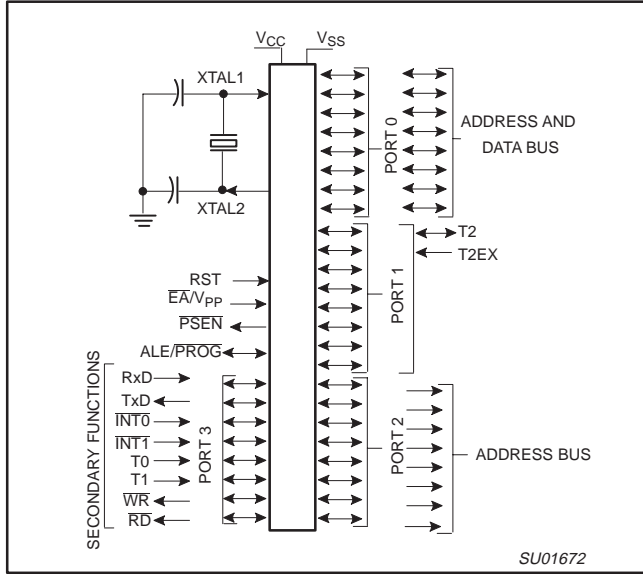 VCC VSS
XTAL1
XTAL2
PORT 0
ADDRESS AND
DATA BUS
PORT 1
T2
T2EX
RST
EA/VPP
PSEN
ALE/PROG
SECONDARY FUNCTIONS
RxD
TxD
INT0
INT1
T0
T1
WR
RD
PORT 3
PORT 2
ADDRESS BUS
SU01672